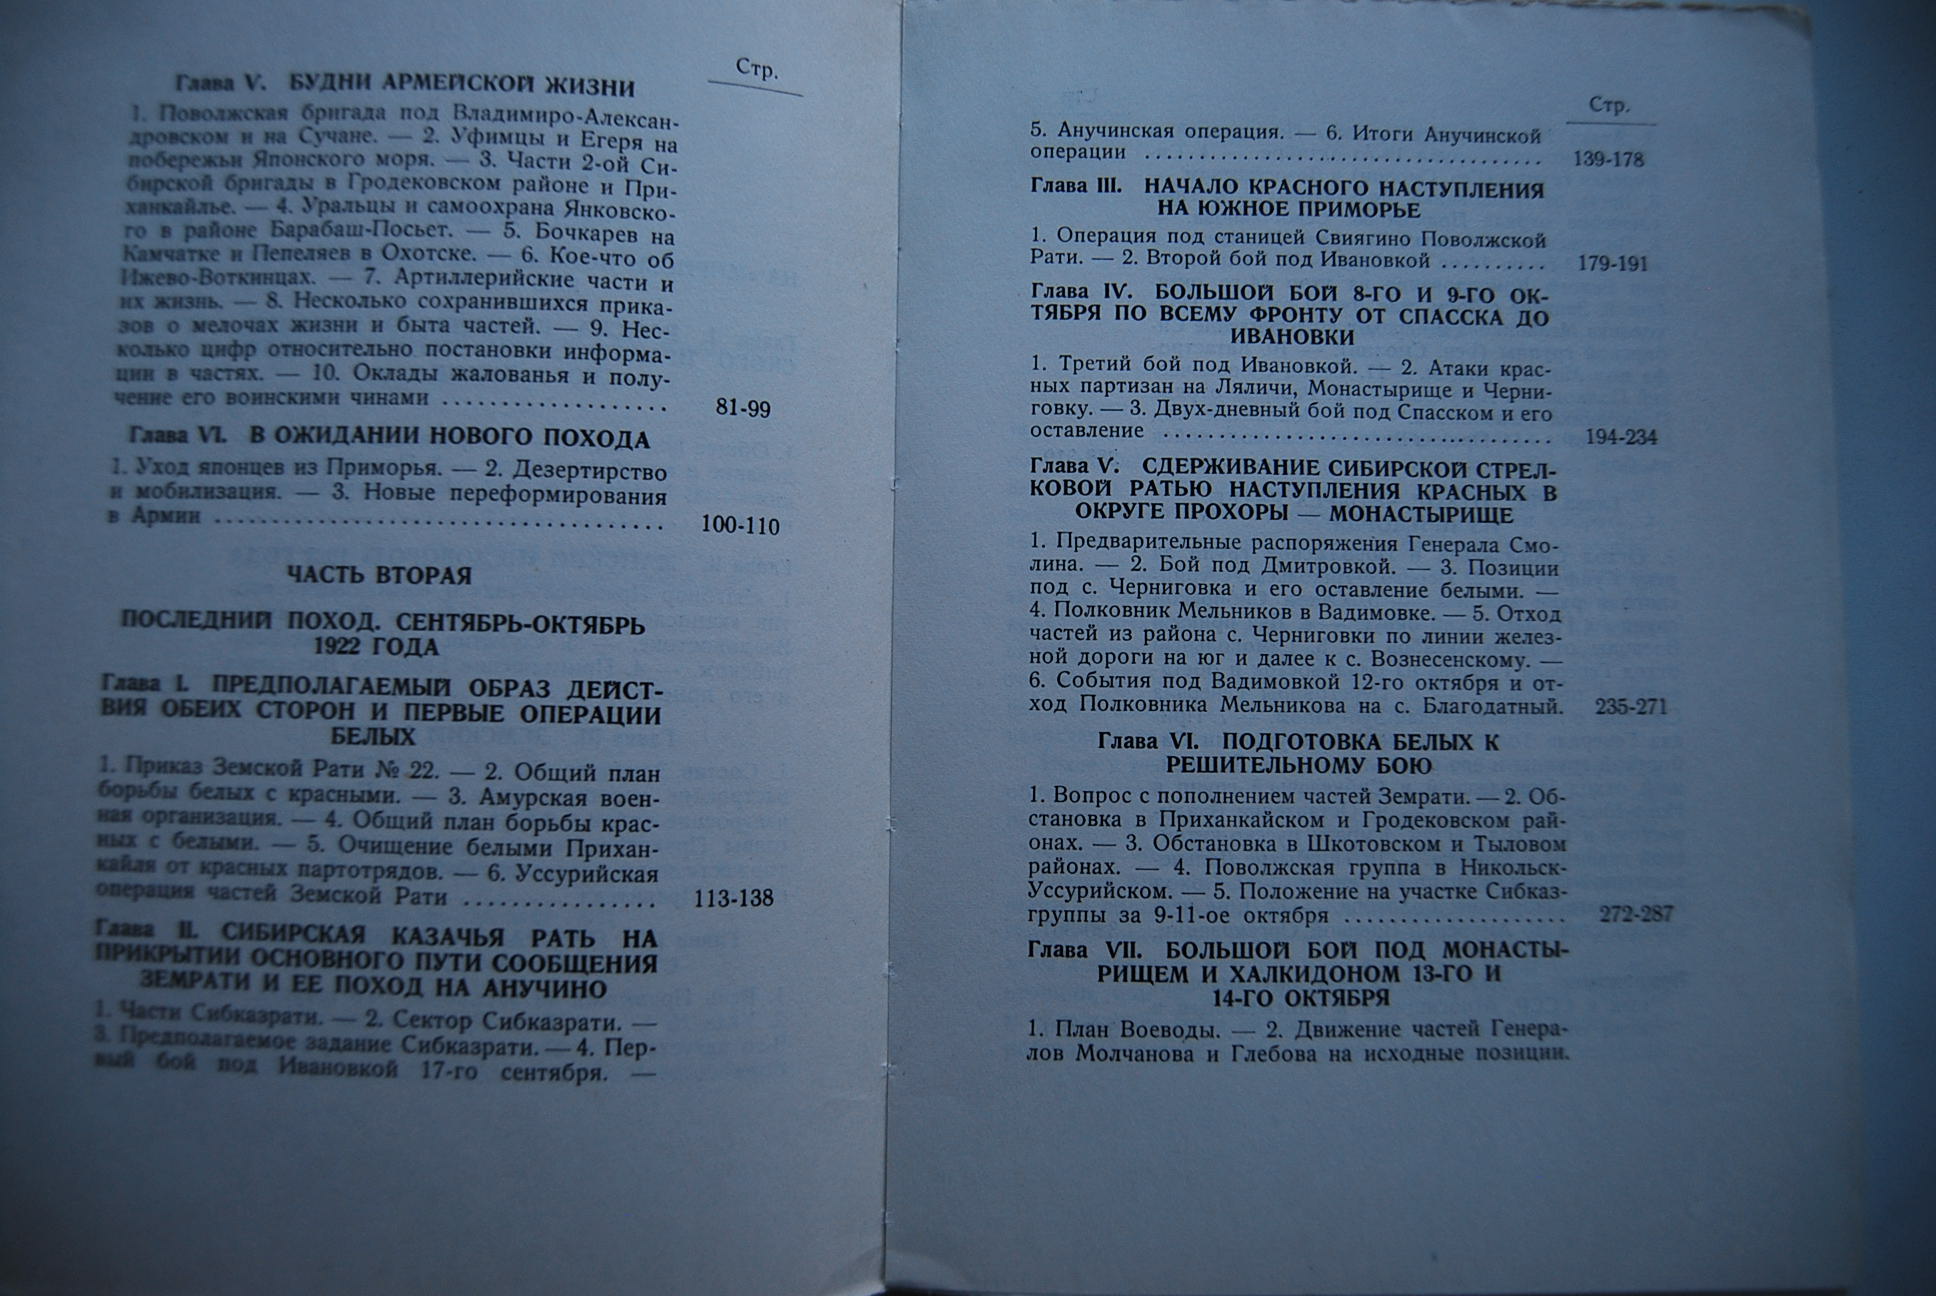 Стр.
Глава V. БУДНИ АРМЕЙСКОЙ ЖИЗНИ
1. Поволжская бригада под Владимиро-Алексан-
дровском и на Сучане. — 2. Уфимцы и Егеря на
побережьи Японского моря. — 3. Части 2-ой Си-
бирской бригады в Гродековском районе и При-
ханкайлье. — 4. Уральцы и самоохрана Янковско-
го в районе Барабаш-Посьет. — 5. Бочкарев на
Камчатке и Пепеляев в Охотске. — 6. Кое-что об
Ижево-Воткинцах. — 7. Артиллерийские части и
их жизнь. — 8. Несколько сохранившихся прика-
зов о мелочах жизни и быта частей. — 9. Нес-
колько цифр относительно постановки информа-
ции в частях. — 10. Оклады жалованья и полу-
чение его воинскими чинами .................. 81-99
Глава VI. В ОЖИДАНИИ НОВОГО ПОХОДА
1. Уход японцев из Приморья. — 2. Дезертирство
и мобилизация. — 3. Новые переформирования
в Армии .................................... 100-110
ЧАСТЬ ВТОРАЯ
ПОСЛЕДНИЙ ПОХОД. СЕНТЯБРЬ-ОКТЯБРЬ
1922 ГОДА
Глава I. ПРЕДПОЛАГАЕМЫЙ ОБРАЗ ДЕЙСТ-
ВИЯ ОБЕИХ СТОРОН И ПЕРВЫЕ ОПЕРАЦИИ
БЕЛЫХ
1. Приказ Земской Рати № 22. — 2. Общий план
борьбы белых с красными. — 3. Амурская воен-
ная организация. — 4. Общий план борьбы крас-
ных с белыми. — 5. Очищение белыми Прихан-
кайля от красных партотрядов. — 6. Уссурийская
операция частей Земской Рати ................ 113-138
Глава II. СИБИРСКАЯ КАЗАЧЬЯ РАТЬ НА
ПРИКРЫТИИ ОСНОВНОГО ПУТИ СООБЩЕНИЯ
ЗЕМРАТИ И ЕЕ ПОХОД НА АНУЧИНО
1. Части Сибказрати. — 2. Сектор Сибказрати. —
3. Предполагаемое задание Сибказрати. — 4. Пер-
вый бой под Ивановкой 17-го сентября. —
Стр.
5. Анучинская операция. — 6. Итоги Анучинской
операции .................................... 139-178
Глава III. НАЧАЛО КРАСНОГО НАСТУПЛЕНИЯ
НА ЮЖНОЕ ПРИМОРЬЕ
1. Операция под станицей Свиягино Поволжской
Рати. — 2. Второй бой под Ивановкой .......... 179-191
Глава IV. БОЛЬШОЙ БОЙ 8-ГО И 9-ГО ОК-
ТЯБРЯ ПО ВСЕМУ ФРОНТУ ОТ СПАССКА ДО
ИВАНОВКИ
1. Третий бой под Ивановкой. — 2. Атаки крас-
ных партизан на Ляличи, Монастырище и Черни-
говку. — 3. Двух-дневный бой под Спасском и его
оставление .................................... 194-234
Глава V. СДЕРЖИВАНИЕ СИБИРСКОЙ СТРЕЛ-
КОВОЙ РАТЬЮ НАСТУПЛЕНИЯ КРАСНЫХ В
ОКРУГЕ ПРОХОРЫ — МОНАСТЫРИЩЕ
1. Предварительные распоряжения Генерала Смо-
лина. — 2. Бой под Дмитровкой. — 3. Позиции
под с. Черниговка и его оставление белыми. —
4. Полковник Мельников в Вадимовке. — 5. Отход
частей из района с. Черниговки по линии желез-
ной дороги на юг и далее к с. Вознесенскому. —
6. События под Вадимовкой 12-го октября и от-
ход Полковника Мельникова на с. Благодатный. 235-271
Глава VI. ПОДГОТОВКА БЕЛЫХ К
РЕШИТЕЛЬНОМУ БОЮ
1. Вопрос с пополнением частей Земрати. — 2. Об-
становка в Приханкайском и Гродековском рай-
онах. — 3. Обстановка в Шкотовском и Тыловом
районах. — 4. Поволжская группа в Никольск-
Уссурийском. — 5. Положение на участке Сибказ-
группы за 9-11-ое октября .................... 272-287
Глава VII. БОЛЬШОЙ БОЙ ПОД МОНАСТЫ-
РИЩЕМ И ХАЛКИДОНОМ 13-ГО И
14-ГО ОКТЯБРЯ
1. План Воеводы. — 2. Движение частей Генера-
лов Молчанова и Глебова на исходные позиции.